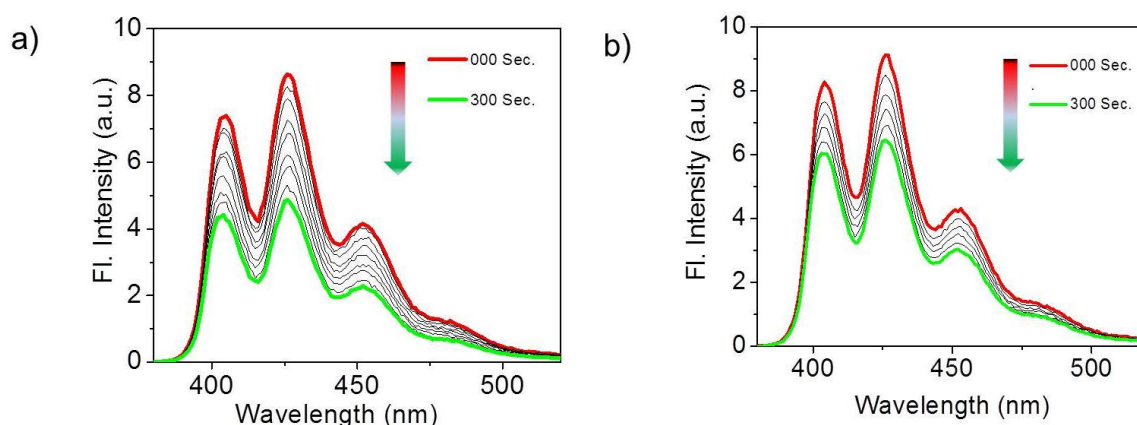 a)
Fl. Intensity (a.u.)
10
8
6
4
2
0
000 Sec.
300 Sec.
400 450 500
Wavelength (nm)
b)
Fl. Intensity (a.u.)
10
8
6
4
2
0
000 Sec.
300 Sec.
400 450 500
Wavelength (nm)